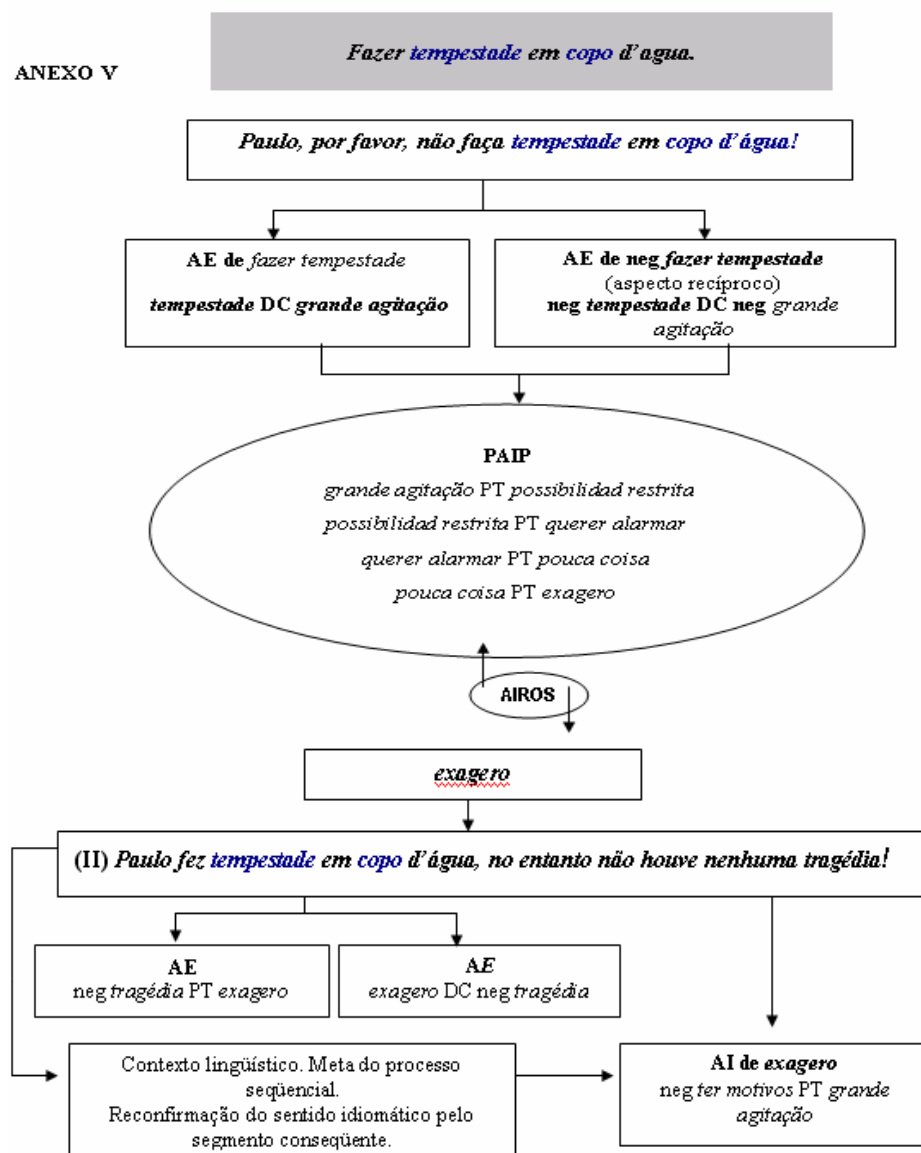 Fazer tempestade em copo d'agua.
ANEXO V
Paulo, por favor, não faça tempestade em copo d'água!
AE de fazer tempestade
tempestade DC grande agitação
AE de neg fazer tempestade
(aspecto recíproco)
neg tempestade DC neg grande
agitação
PAIP
grande agitação PT possibilidad restrita
possibilidad restrita PT querer alarmar
querer alarmar PT pouca coisa
pouca coisa PT exagero
AIROS
exagero
(II) Paulo fez tempestade em copo d'água, no entanto não houve nenhuma tragédia!
AE
neg tragédia PT exagero
AE
exagero DC neg tragédia
Contexto lingüístico. Meta do processo
seqüencial.
Reconfirmação do sentido idiomático pelo
segmento conseqüente.
AI de exagero
neg ter motivos PT grande
agitação